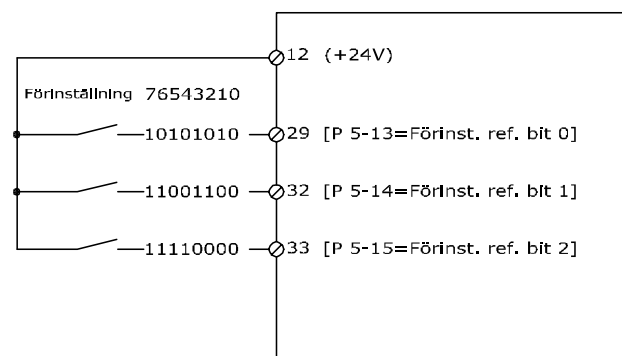 12 (+24V)
Förinställning 76543210
10101010 29 [P 5-13=Förinst. ref. bit 0]
11001100 32 [P 5-14=Förinst. ref. bit 1]
11110000 33 [P 5-15=Förinst. ref. bit 2]